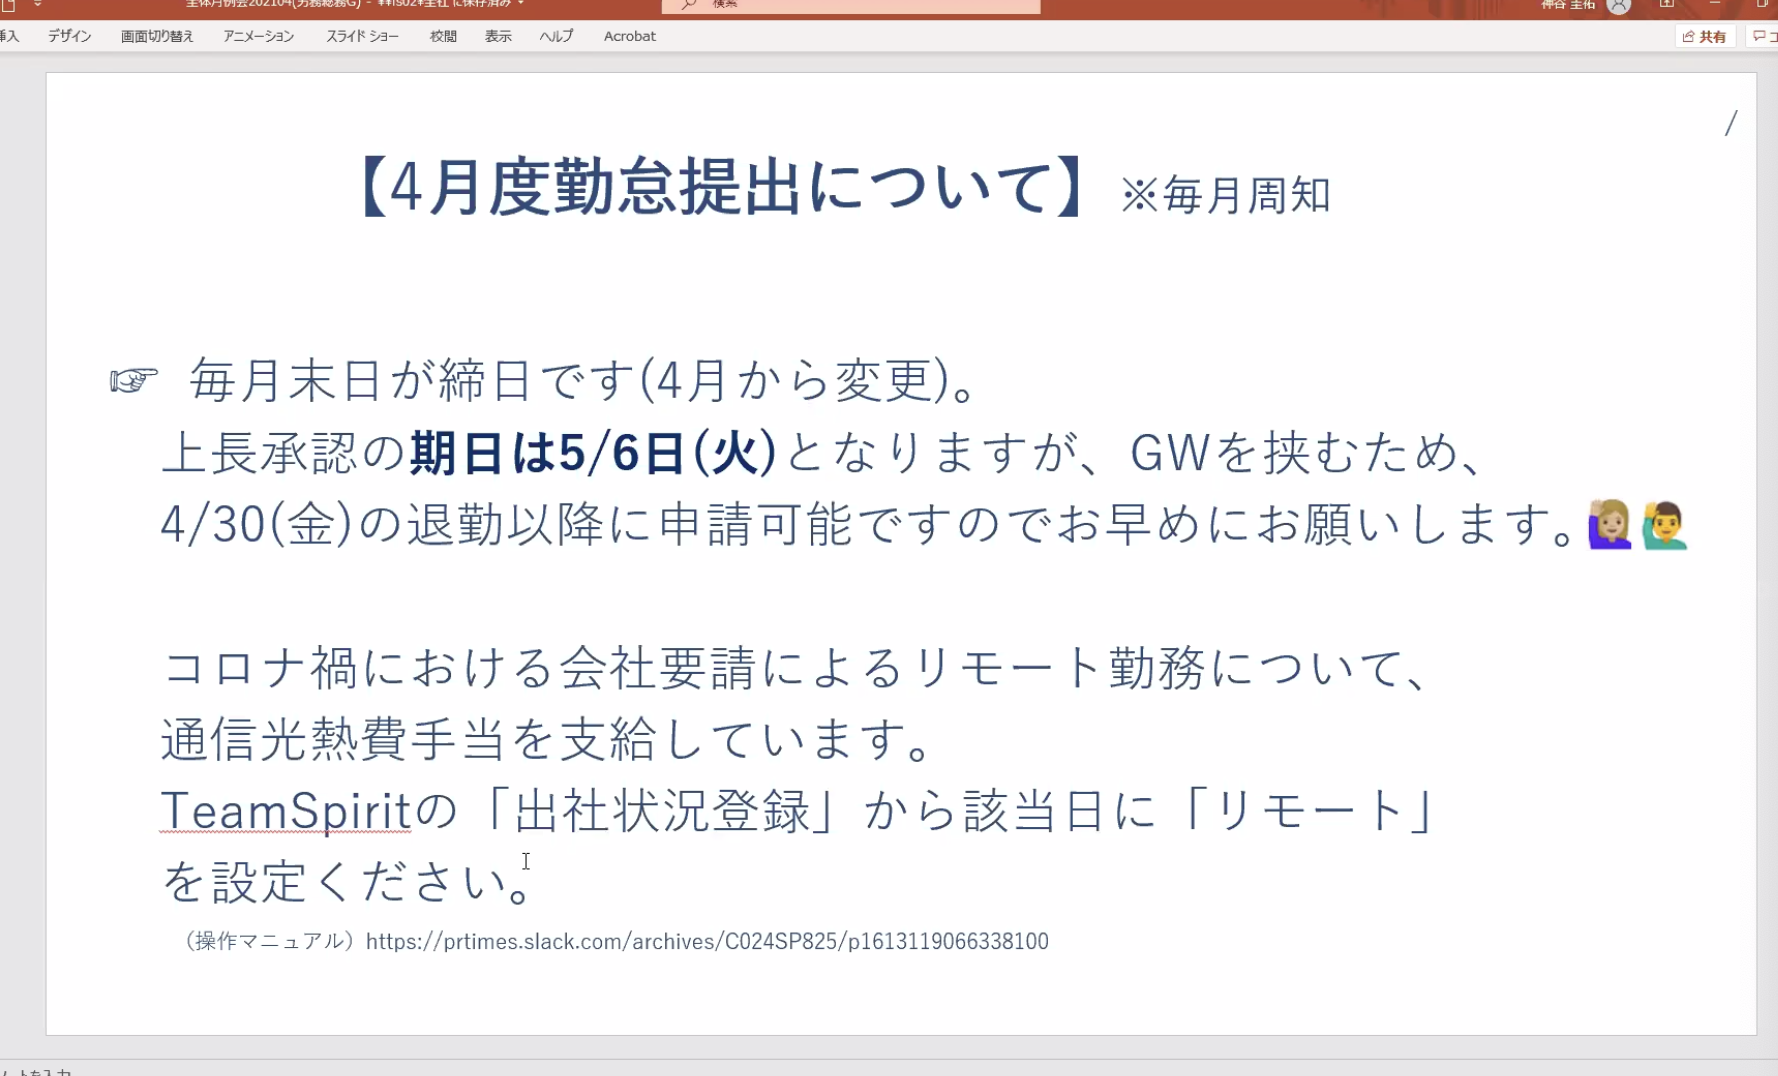 検索
挿入 デザイン 画面切り替え アニメーション スライド ショー 校閲 表示 ヘルプ Acrobat 共有
/
【4月度勤怠提出について】 ※毎月周知
☞ 毎月末日が締日です(4月から変更)。
上長承認の期日は5/6日(火)となりますが、GWを挟むため、
4/30(金)の退勤以降に申請可能ですのでお早めにお願いします。🙋🏼‍♀️🙋‍♂️
コロナ禍における会社要請によるリモート勤務について、
通信光熱費手当を支給しています。
TeamSpiritの「出社状況登録」から該当日に「リモート」
を設定ください。
（操作マニュアル）https://prtimes.slack.com/archives/C024SP825/p1613119066338100